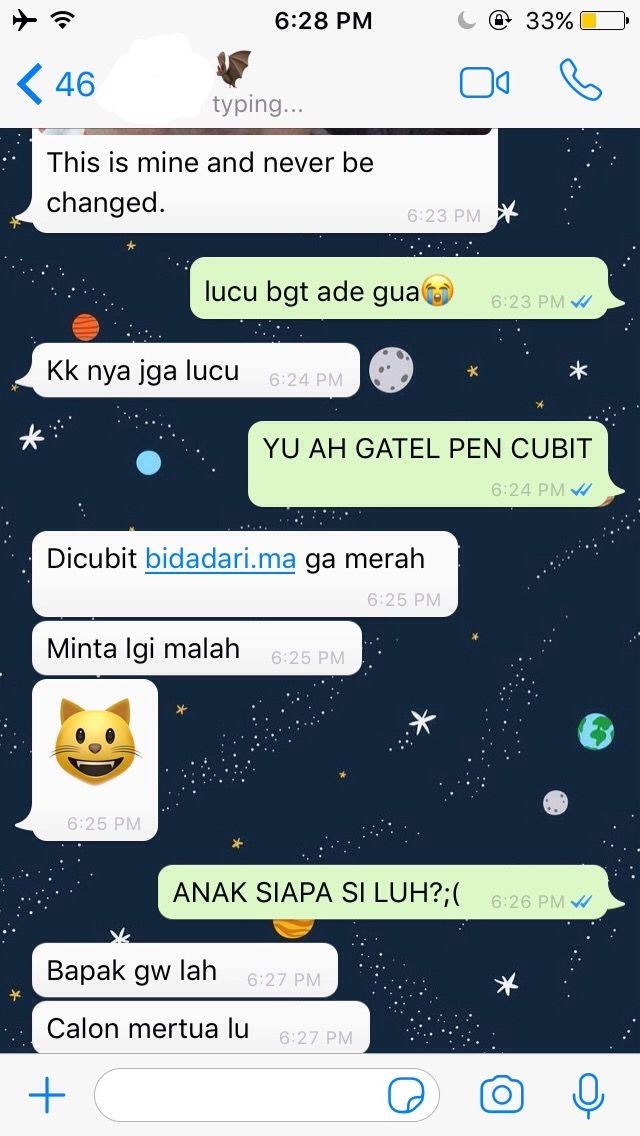 6:28 PM
33%
46
typing...
This is mine and never be
changed.
6:23 PM
lucu bgt ade gua😭
6:23 PM
Kk nya jga lucu
6:24 PM
YU AH GATEL PEN CUBIT
6:24 PM
Dicubit bidadari.ma ga merah
6:25 PM
Minta lgi malah
6:25 PM
6:25 PM
ANAK SIAPA SI LUH?;(
6:26 PM
Bapak gw lah
6:27 PM
Calon mertua lu
6:27 PM